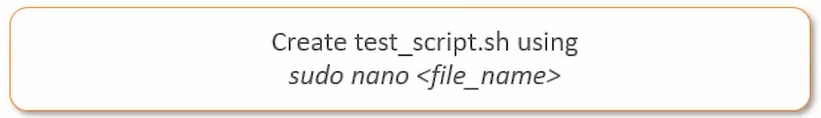 Create test_script.sh using
sudo nano <file_name>